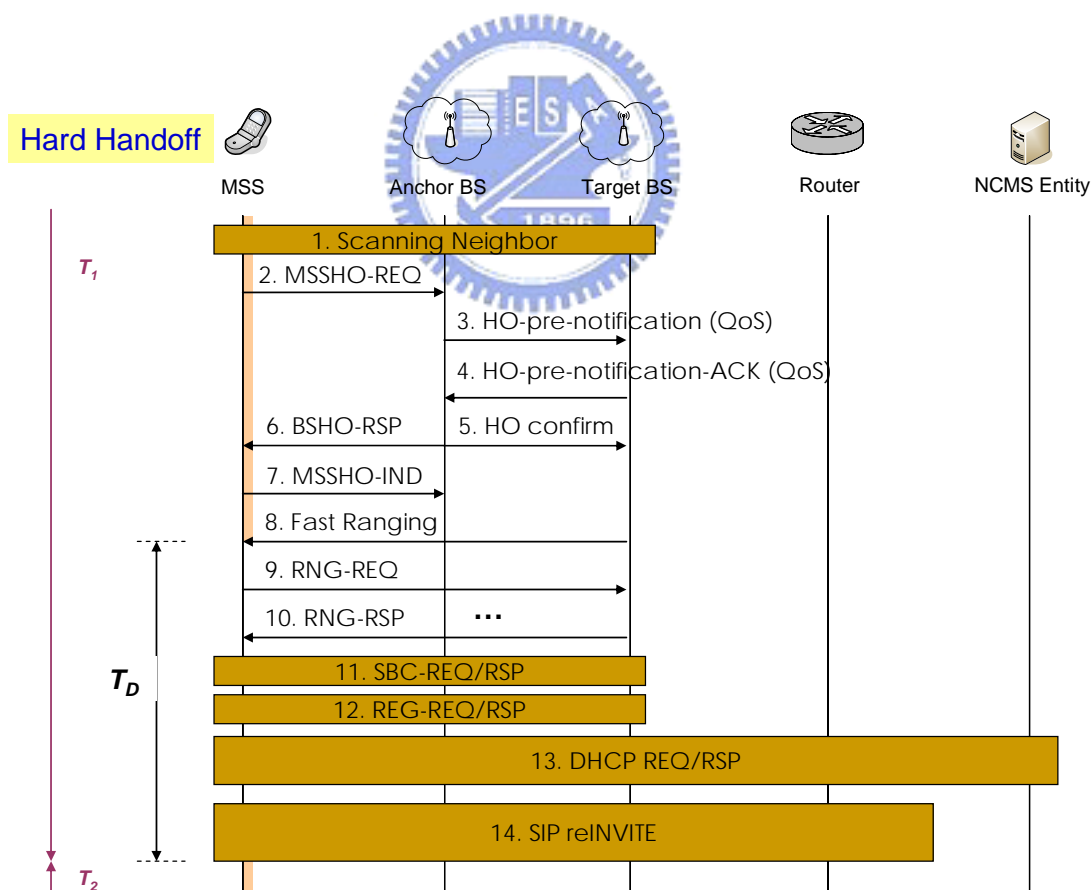 Hard Handoff
MSS
Anchor BS
Target BS
Router
NCMS Entity
ES
1896
T1
1. Scanning Neighbor
2. MSSHO-REQ
3. HO-pre-notification (QoS)
4. HO-pre-notification-ACK (QoS)
6. BSHO-RSP
5. HO confirm
7. MSSHO-IND
8. Fast Ranging
9. RNG-REQ
10. RNG-RSP
...
TD
11. SBC-REQ/RSP
12. REG-REQ/RSP
13. DHCP REQ/RSP
14. SIP reINVITE
T2